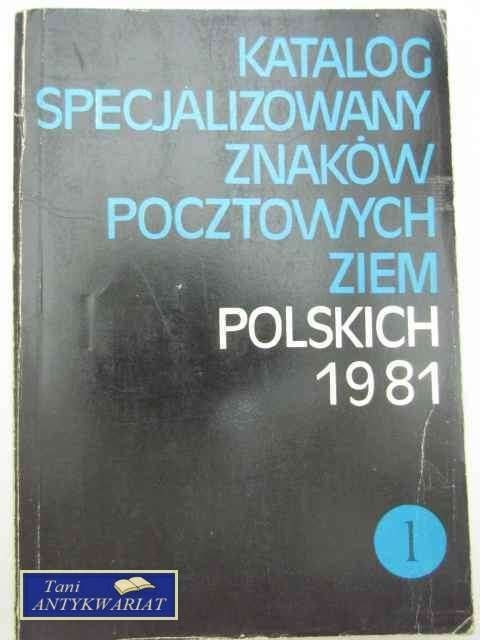 KATALOG
SPECJALIZOWANY
ZNAKÓW
POCZTOWYCH
ZIEM
POLSKICH
1981
1
Tani
ANTYKWARIAT